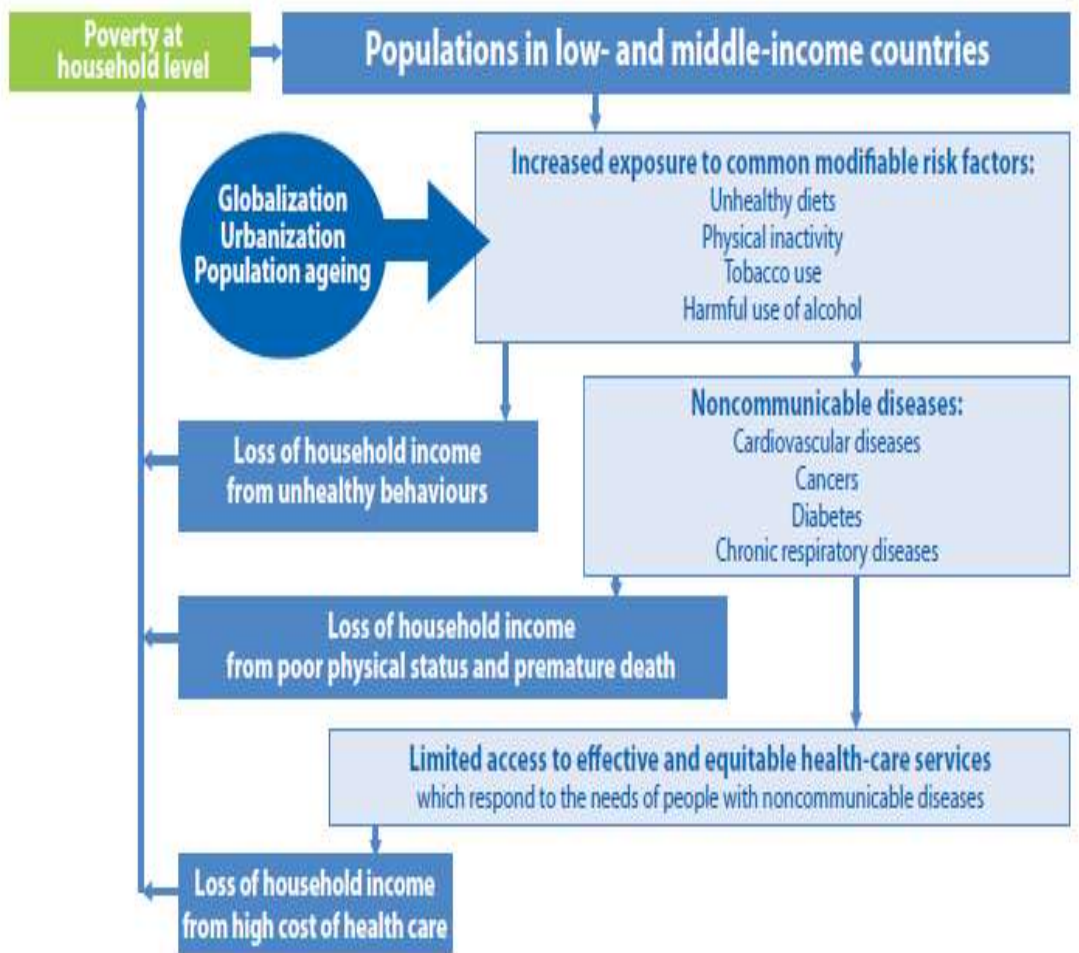 Poverty at
household level
Populations in low- and middle-income countries
Globalization
Urbanization
Population ageing
Increased exposure to common modifiable risk factors:
Unhealthy diets
Physical inactivity
Tobacco use
Harmful use of alcohol
Noncommunicable diseases:
Cardiovascular diseases
Cancers
Diabetes
Chronic respiratory diseases
Loss of household income
from unhealthy behaviours
Loss of household income
from poor physical status and premature death
Limited access to effective and equitable health-care services
which respond to the needs of people with noncommunicable diseases
Loss of household income
from high cost of health care